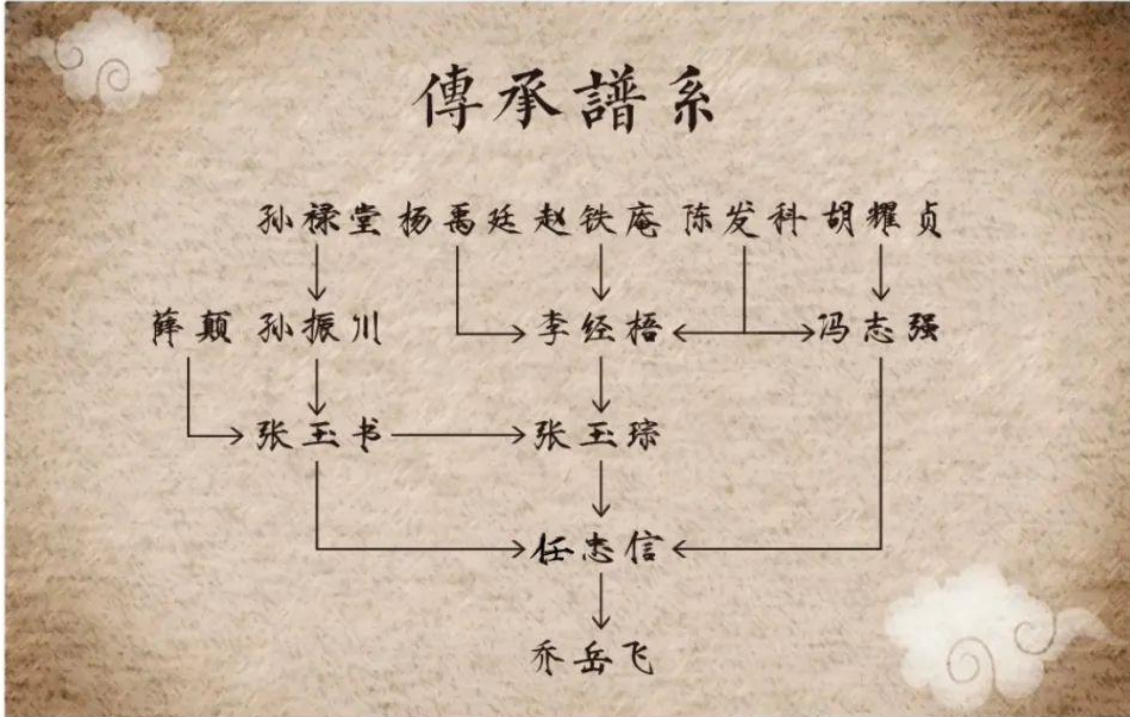 傳承譜系
孙禄堂 杨禹廷 赵铁庵 陈发科 胡耀贞
薛颠 孙振川 李经梧 冯志强
张玉书 张玉琮
任忠信
乔岳飞